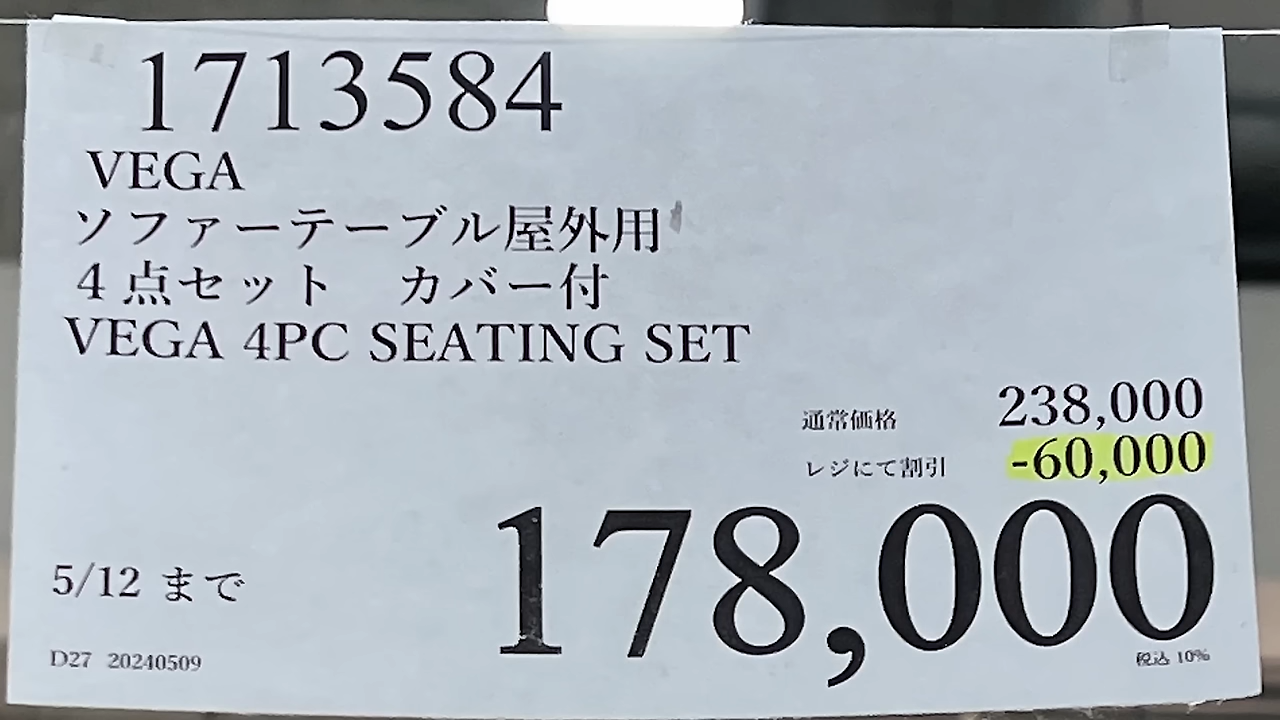 1713584
VEGA
ソファーテーブル屋外用
4点セット　カバー付
VEGA 4PC SEATING SET
通常価格 238,000
レジにて割引 -60,000
178,000
5/12 まで
税込 10%
D27 20240509